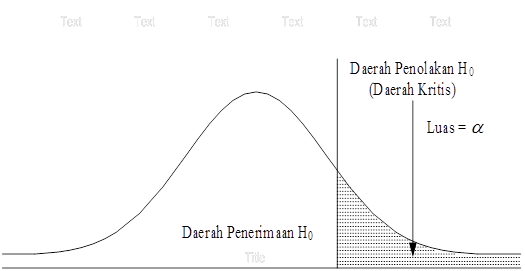 Text Text Text Text Text Text
Daerah Penolakan H₀
(Daerah Kritis)
Luas = α
Daerah Penerimaan H₀
Title